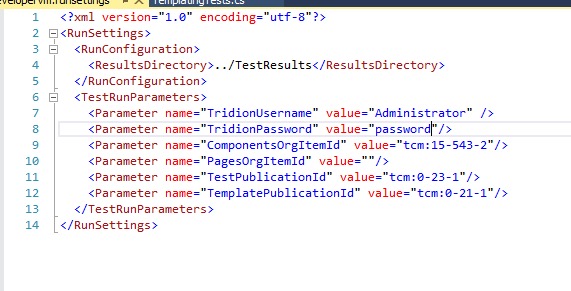 developervm.runsettings TemplatingTests.cs
1 <?xml version="1.0" encoding="utf-8"?>
2 <RunSettings>
3 <RunConfiguration>
4 <ResultsDirectory>../TestResults</ResultsDirectory>
5 </RunConfiguration>
6 <TestRunParameters>
7 <Parameter name="TridionUsername" value="Administrator" />
8 <Parameter name="TridionPassword" value="password"/>
9 <Parameter name="ComponentsOrgItemId" value="tcm:15-543-2"/>
10 <Parameter name="PagesOrgItemId" value=""/>
11 <Parameter name="TestPublicationId" value="tcm:0-23-1"/>
12 <Parameter name="TemplatePublicationId" value="tcm:0-21-1"/>
13 </TestRunParameters>
14 </RunSettings>